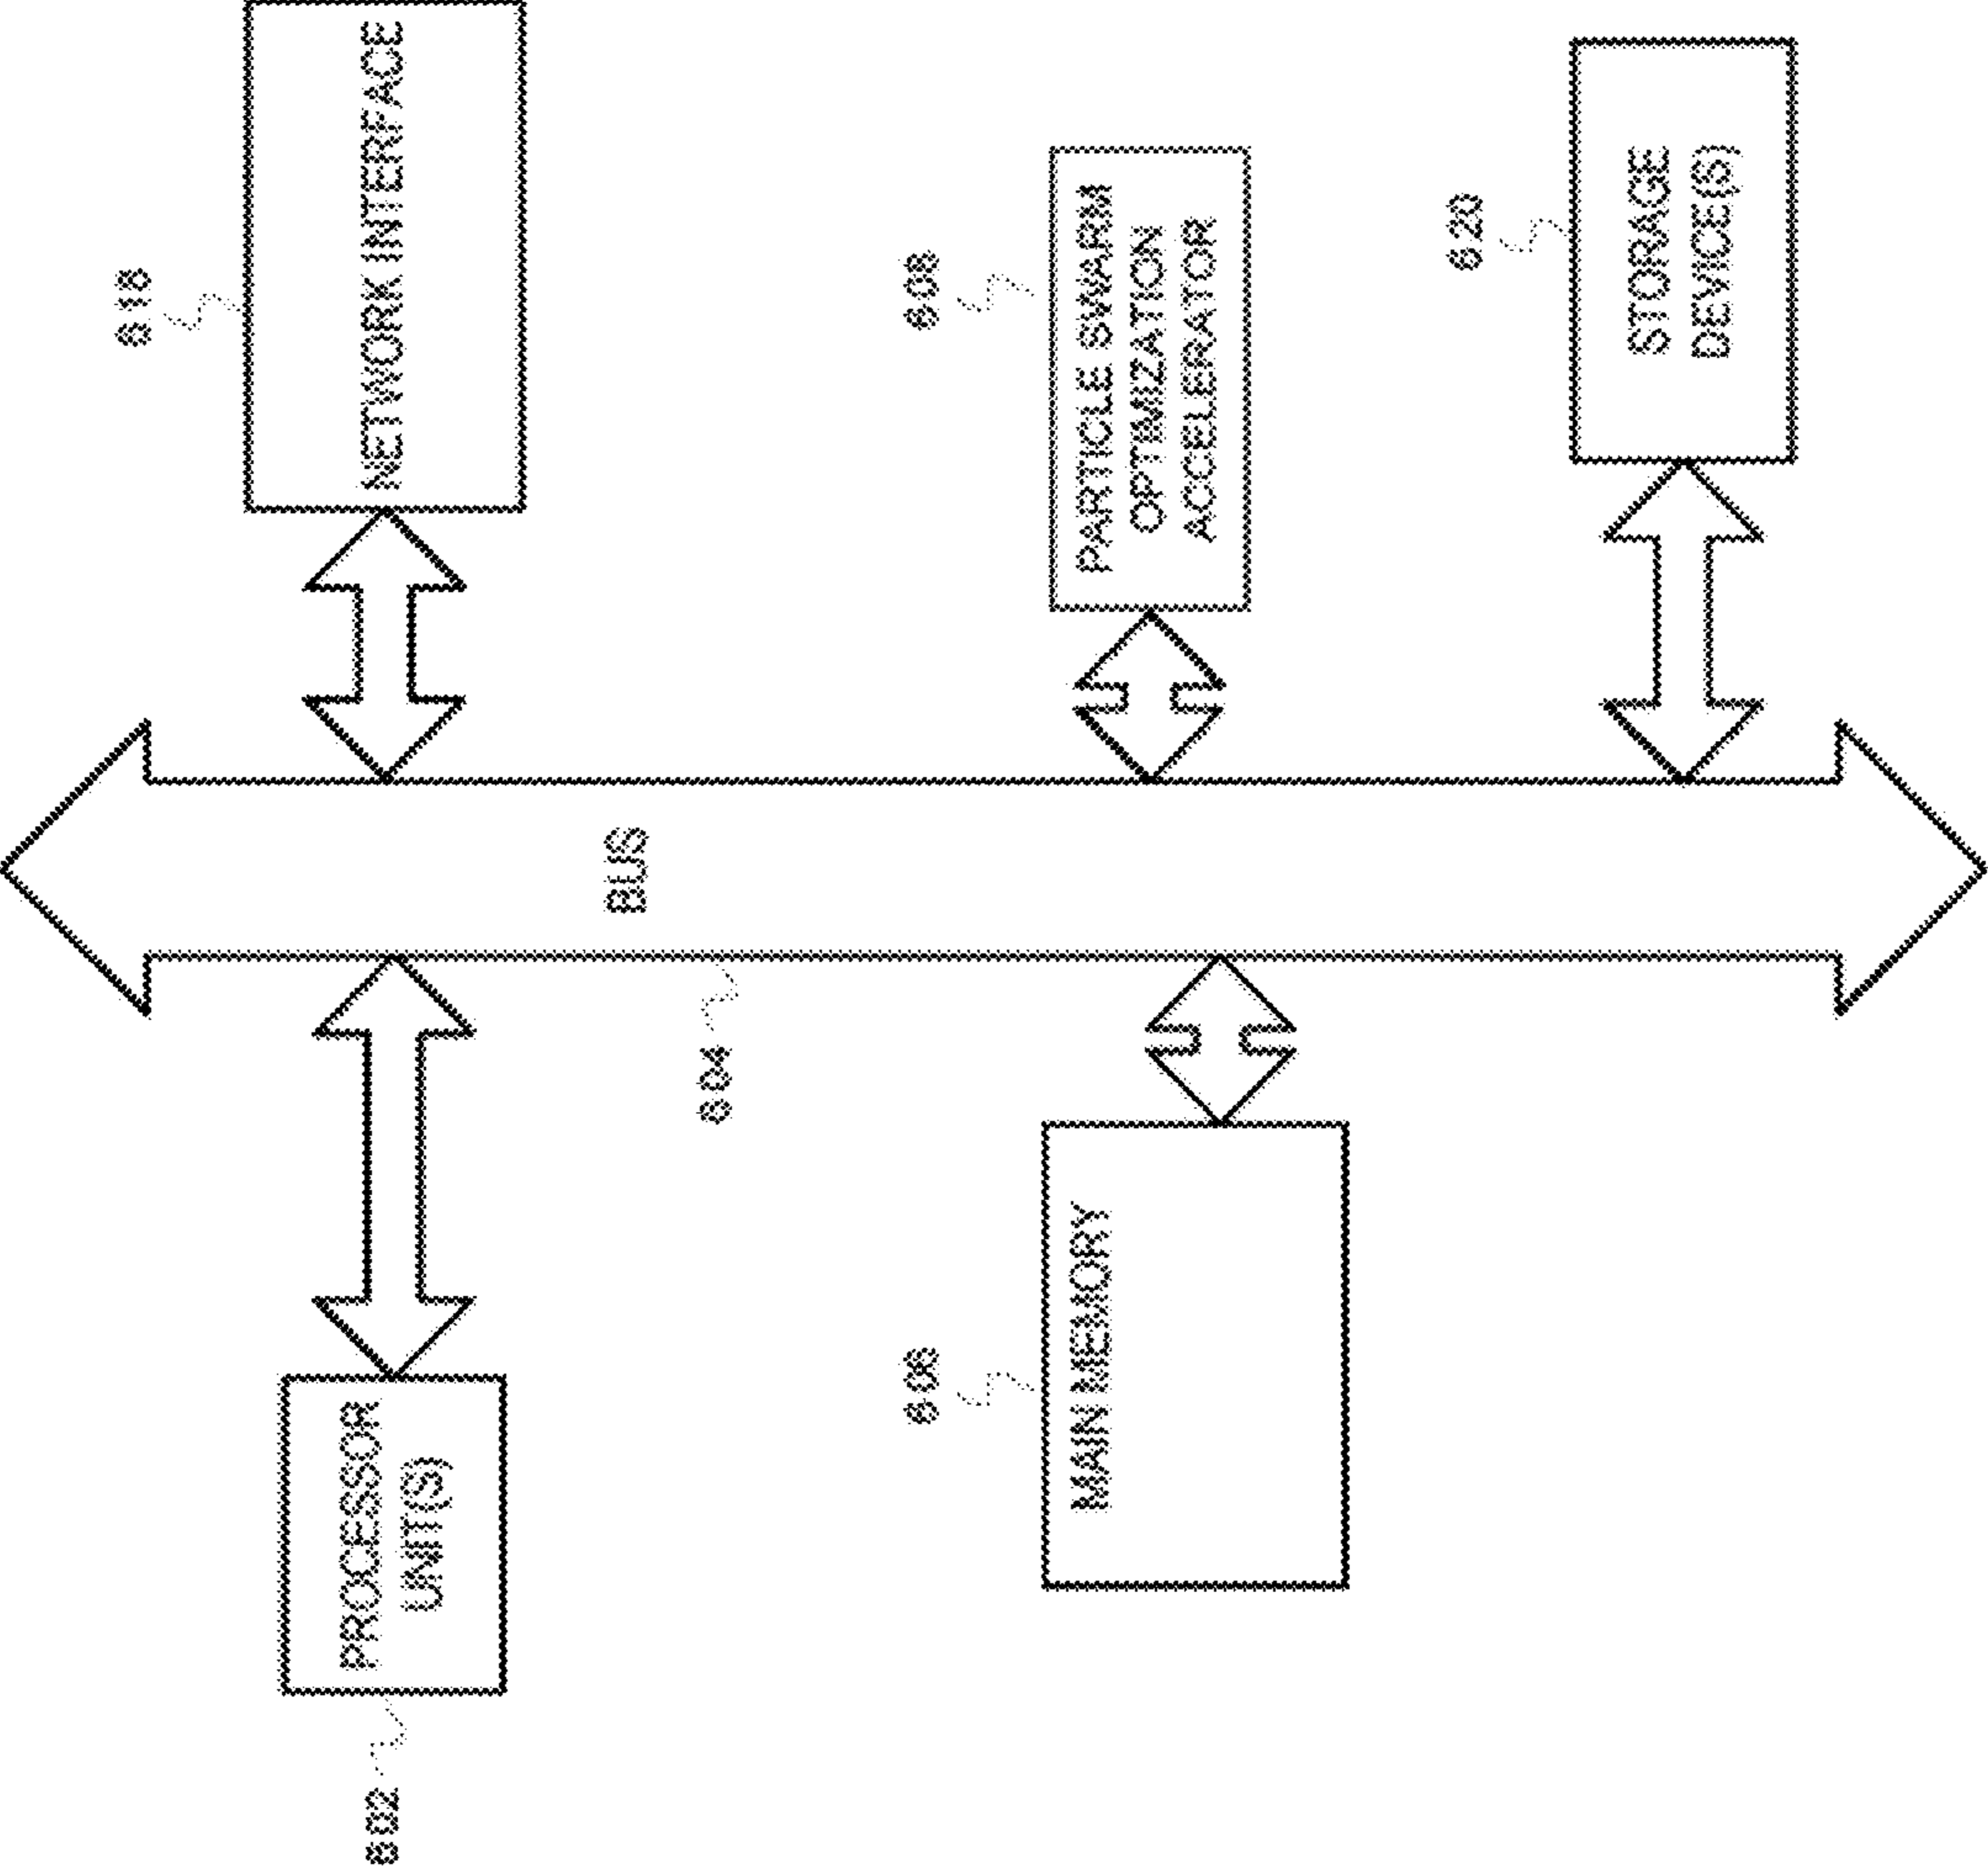 618
602
PROCESSOR
UNIT(S)
NETWORK INTERFACE
BUS
604
606
MAIN MEMORY
608
PARTICLE SWARM
OPTIMIZATION
ACCELERATOR
620
STORAGE
DEVICE(S)